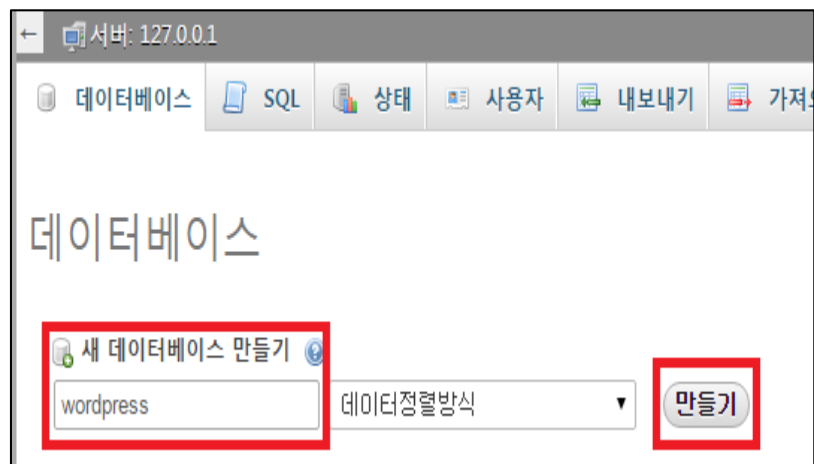 서버: 127.0.0.1
데이터베이스 SQL 상태 사용자 내보내기
데이터베이스
새 데이터베이스 만들기
wordpress 데이터정렬방식 만들기